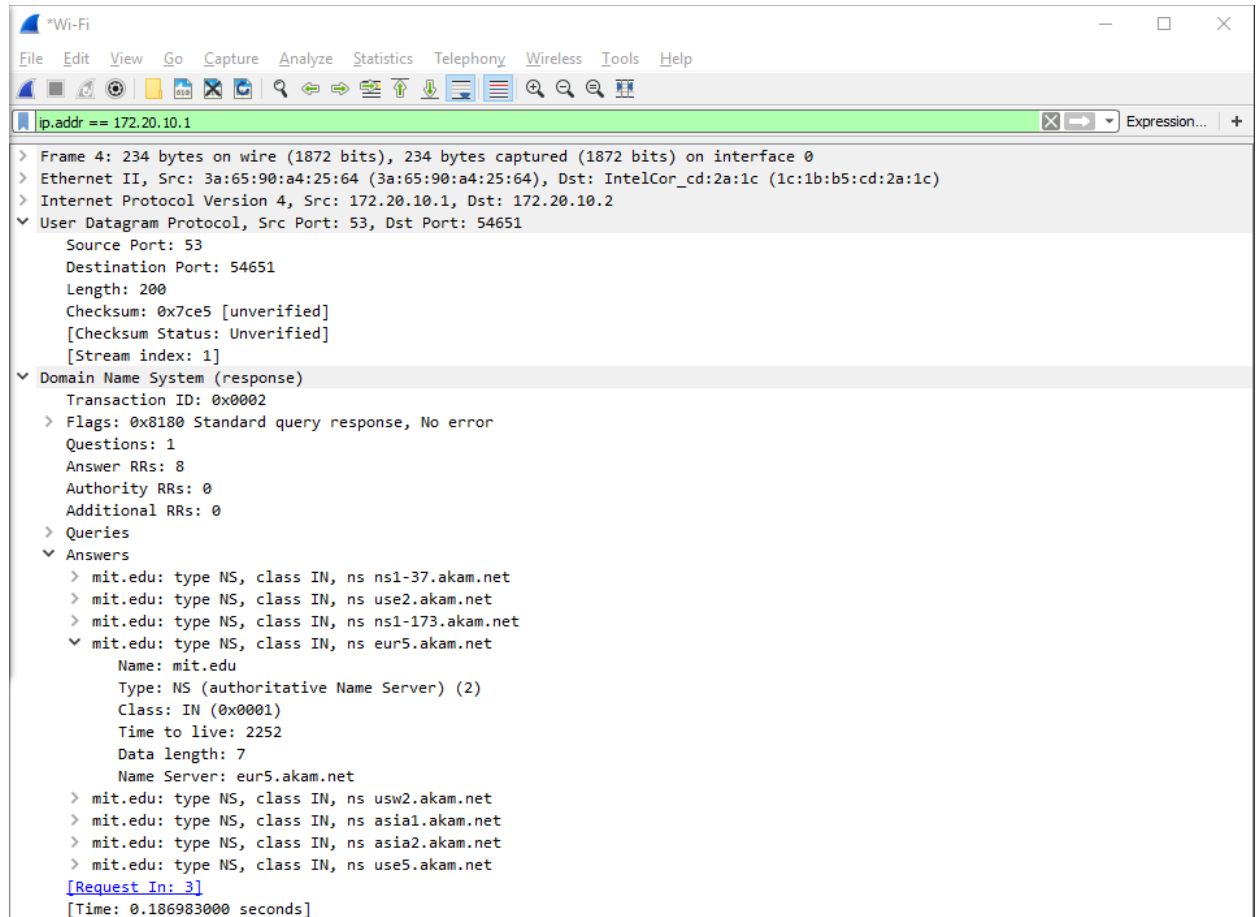 *Wi-Fi
File Edit View Go Capture Analyze Statistics Telephony Wireless Tools Help
ip.addr == 172.20.10.1 Expression... +
> Frame 4: 234 bytes on wire (1872 bits), 234 bytes captured (1872 bits) on interface 0
> Ethernet II, Src: 3a:65:90:a4:25:64 (3a:65:90:a4:25:64), Dst: IntelCor_cd:2a:1c (1c:1b:b5:cd:2a:1c)
> Internet Protocol Version 4, Src: 172.20.10.1, Dst: 172.20.10.2
User Datagram Protocol, Src Port: 53, Dst Port: 54651
Source Port: 53
Destination Port: 54651
Length: 200
Checksum: 0x7ce5 [unverified]
[Checksum Status: Unverified]
[Stream index: 1]
Domain Name System (response)
Transaction ID: 0x0002
> Flags: 0x8180 Standard query response, No error
Questions: 1
Answer RRs: 8
Authority RRs: 0
Additional RRs: 0
> Queries
Answers
> mit.edu: type NS, class IN, ns ns1-37.akam.net
> mit.edu: type NS, class IN, ns use2.akam.net
> mit.edu: type NS, class IN, ns ns1-173.akam.net
mit.edu: type NS, class IN, ns eur5.akam.net
Name: mit.edu
Type: NS (authoritative Name Server) (2)
Class: IN (0x0001)
Time to live: 2252
Data length: 7
Name Server: eur5.akam.net
> mit.edu: type NS, class IN, ns usw2.akam.net
> mit.edu: type NS, class IN, ns asia1.akam.net
> mit.edu: type NS, class IN, ns asia2.akam.net
> mit.edu: type NS, class IN, ns use5.akam.net
[Request In: 3]
[Time: 0.186983000 seconds]